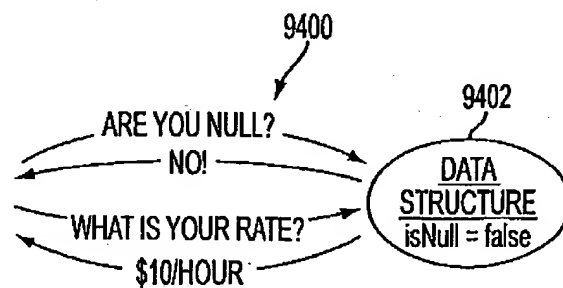 9400
ARE YOU NULL?
NO!
WHAT IS YOUR RATE?
$10/HOUR
9402
DATA
STRUCTURE
isNull = false